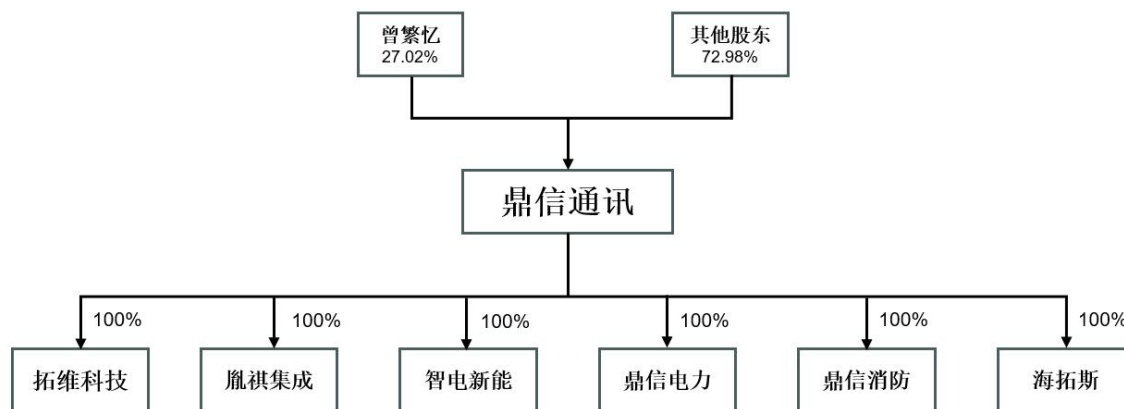 曾繁忆
27.02%
其他股东
72.98%
鼎信通讯
100%
100%
100%
100%
100%
100%
拓维科技
胤祺集成
智电新能
鼎信电力
鼎信消防
海拓斯